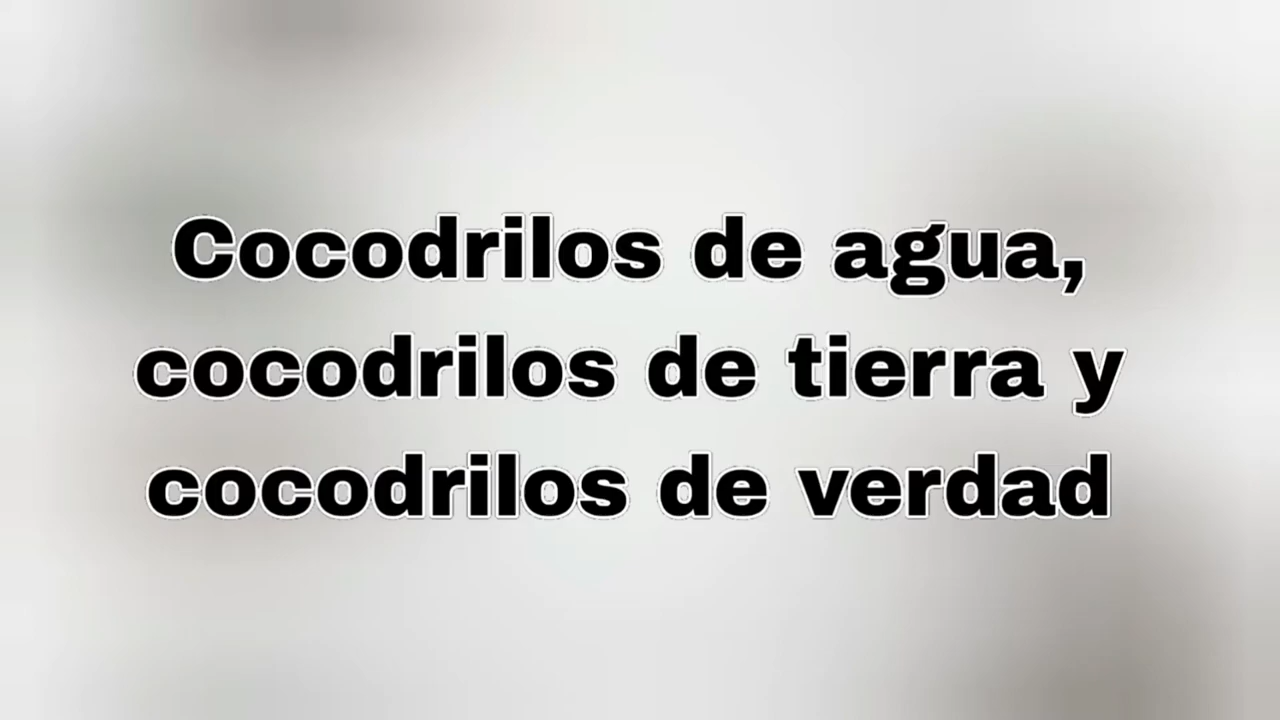 Cocodrilos de agua,
cocodrilos de tierra y
cocodrilos de verdad